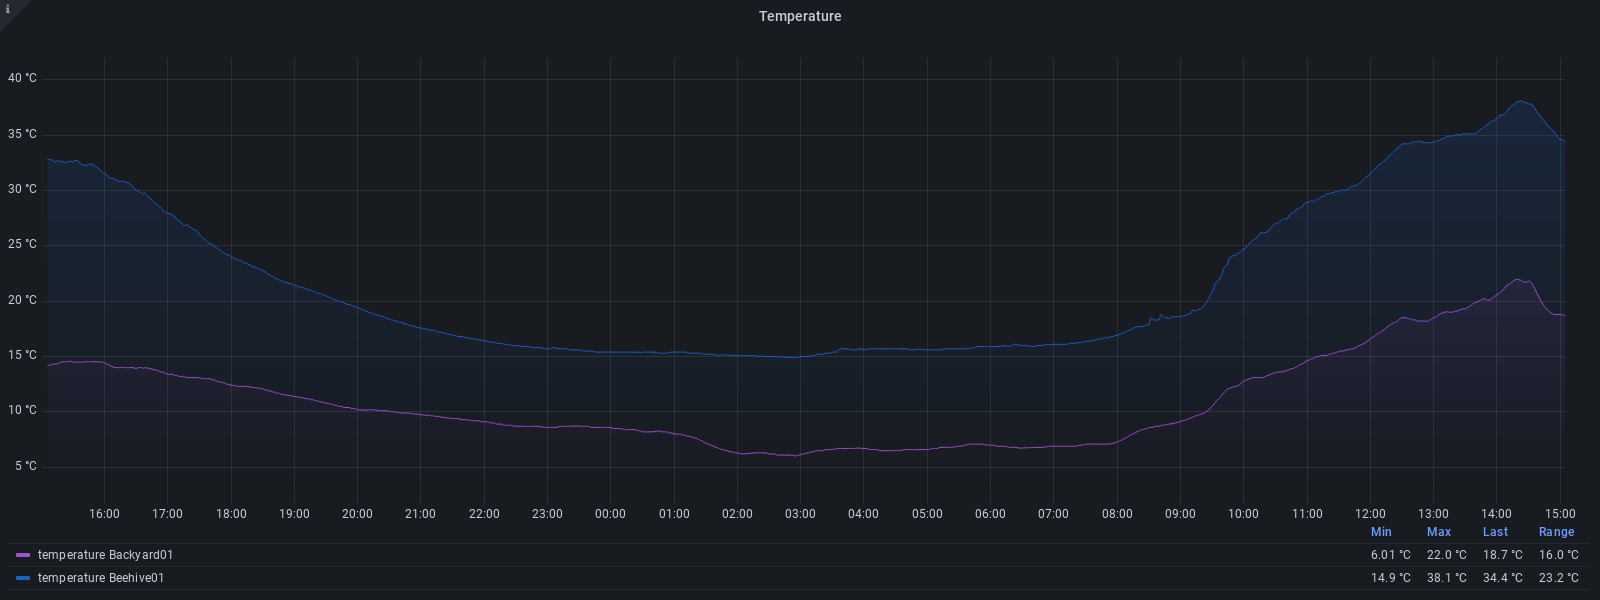 i
Temperature
40 °C
35 °C
30 °C
25 °C
20 °C
15 °C
10 °C
5 °C
16:00 17:00 18:00 19:00 20:00 21:00 22:00 23:00 00:00 01:00 02:00 03:00 04:00 05:00 06:00 07:00 08:00 09:00 10:00 11:00 12:00 13:00 14:00 15:00
Min Max Last Range
temperature Backyard01 6.01 °C 22.0 °C 18.7 °C 16.0 °C
temperature Beehive01 14.9 °C 38.1 °C 34.4 °C 23.2 °C